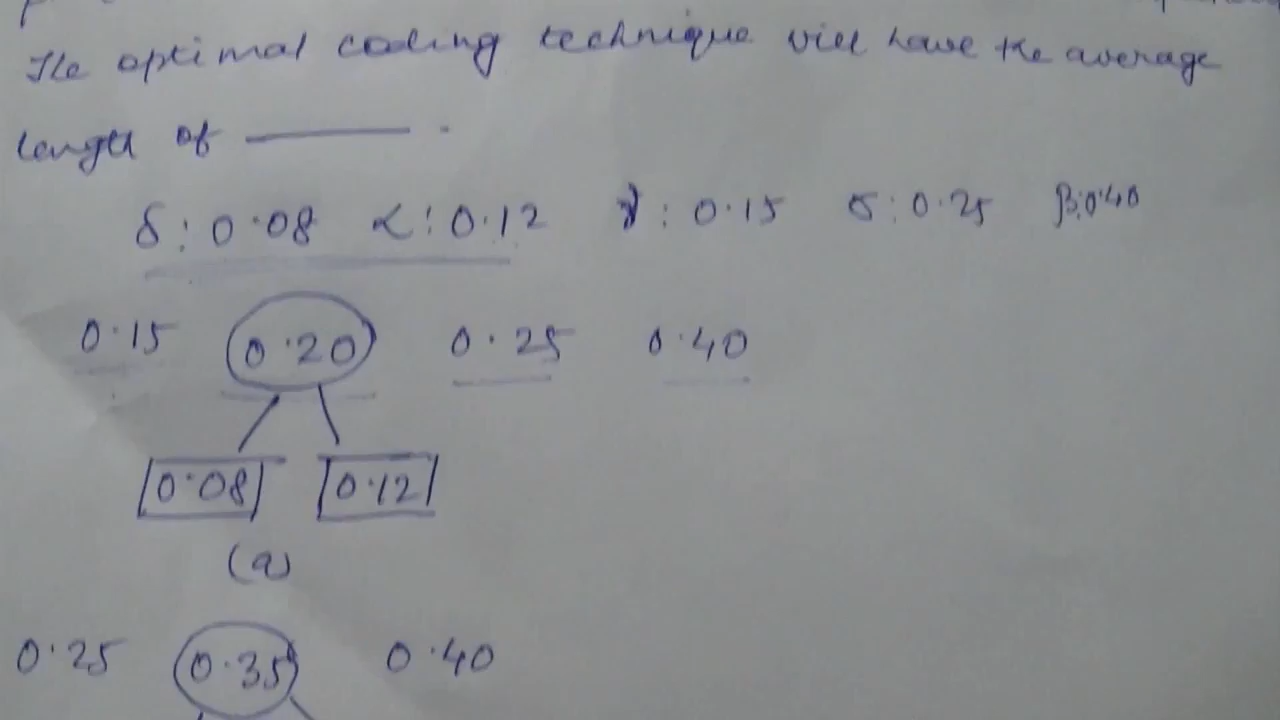 The optimal coding technique will have the average
length of ______ .
δ : 0.08 α : 0.12 γ : 0.15 σ : 0.25 β : 0.40
0.15 0.20 0.25 0.40
0.08 0.12
(a)
0.25 0.35 0.40